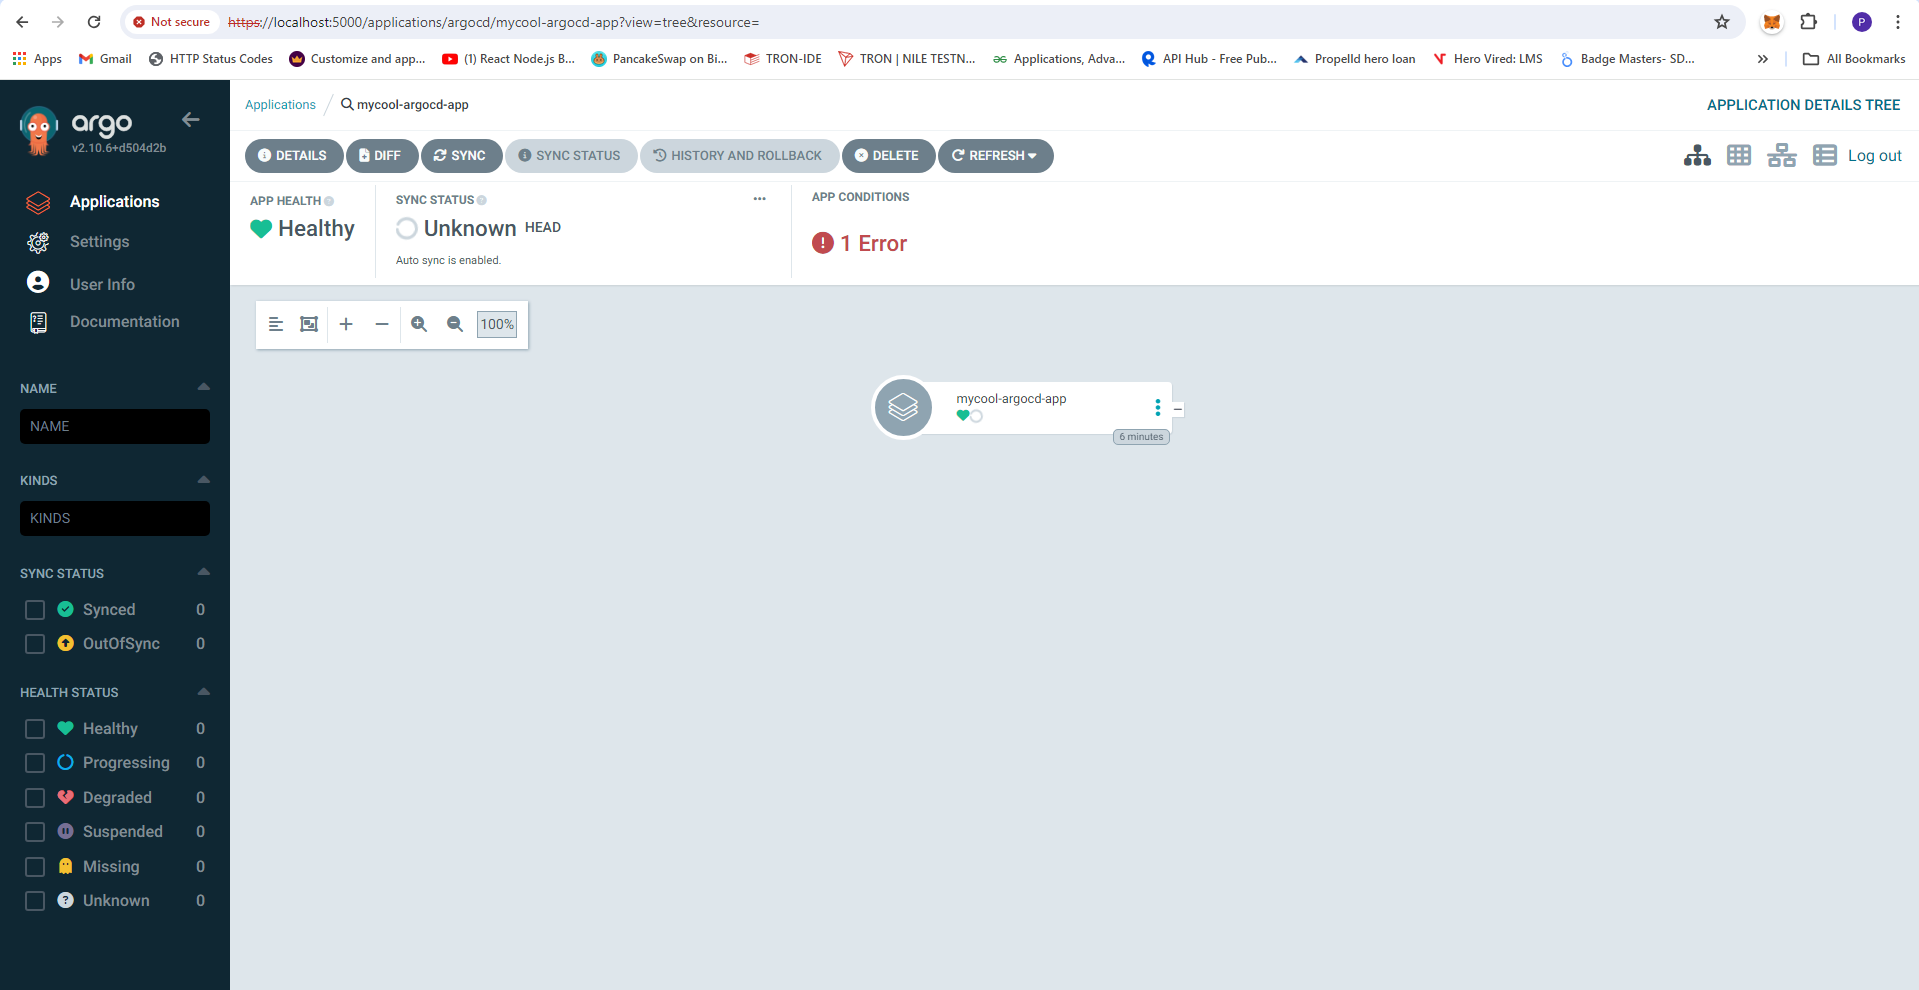 Not secure https://localhost:5000/applications/argocd/mycool-argocd-app?view=tree&resource= P
Apps Gmail HTTP Status Codes Customize and app... (1) React Node.js B... PancakeSwap on Bi... TRON-IDE TRON | NILE TESTN... Applications, Adva... API Hub - Free Pub... Propelld hero loan Hero Vired: LMS Badge Masters- SD... All Bookmarks
argo
v2.10.6+d504d2b
Applications
Settings
User Info
Documentation
NAME
NAME
KINDS
KINDS
SYNC STATUS
Synced 0
OutOfSync 0
HEALTH STATUS
Healthy 0
Progressing 0
Degraded 0
Suspended 0
Missing 0
Unknown 0
Applications / mycool-argocd-app APPLICATION DETAILS TREE
DETAILS DIFF SYNC SYNC STATUS HISTORY AND ROLLBACK DELETE REFRESH Log out
APP HEALTH
Healthy
SYNC STATUS
Unknown HEAD
Auto sync is enabled.
APP CONDITIONS
1 Error
100%
mycool-argocd-app
6 minutes